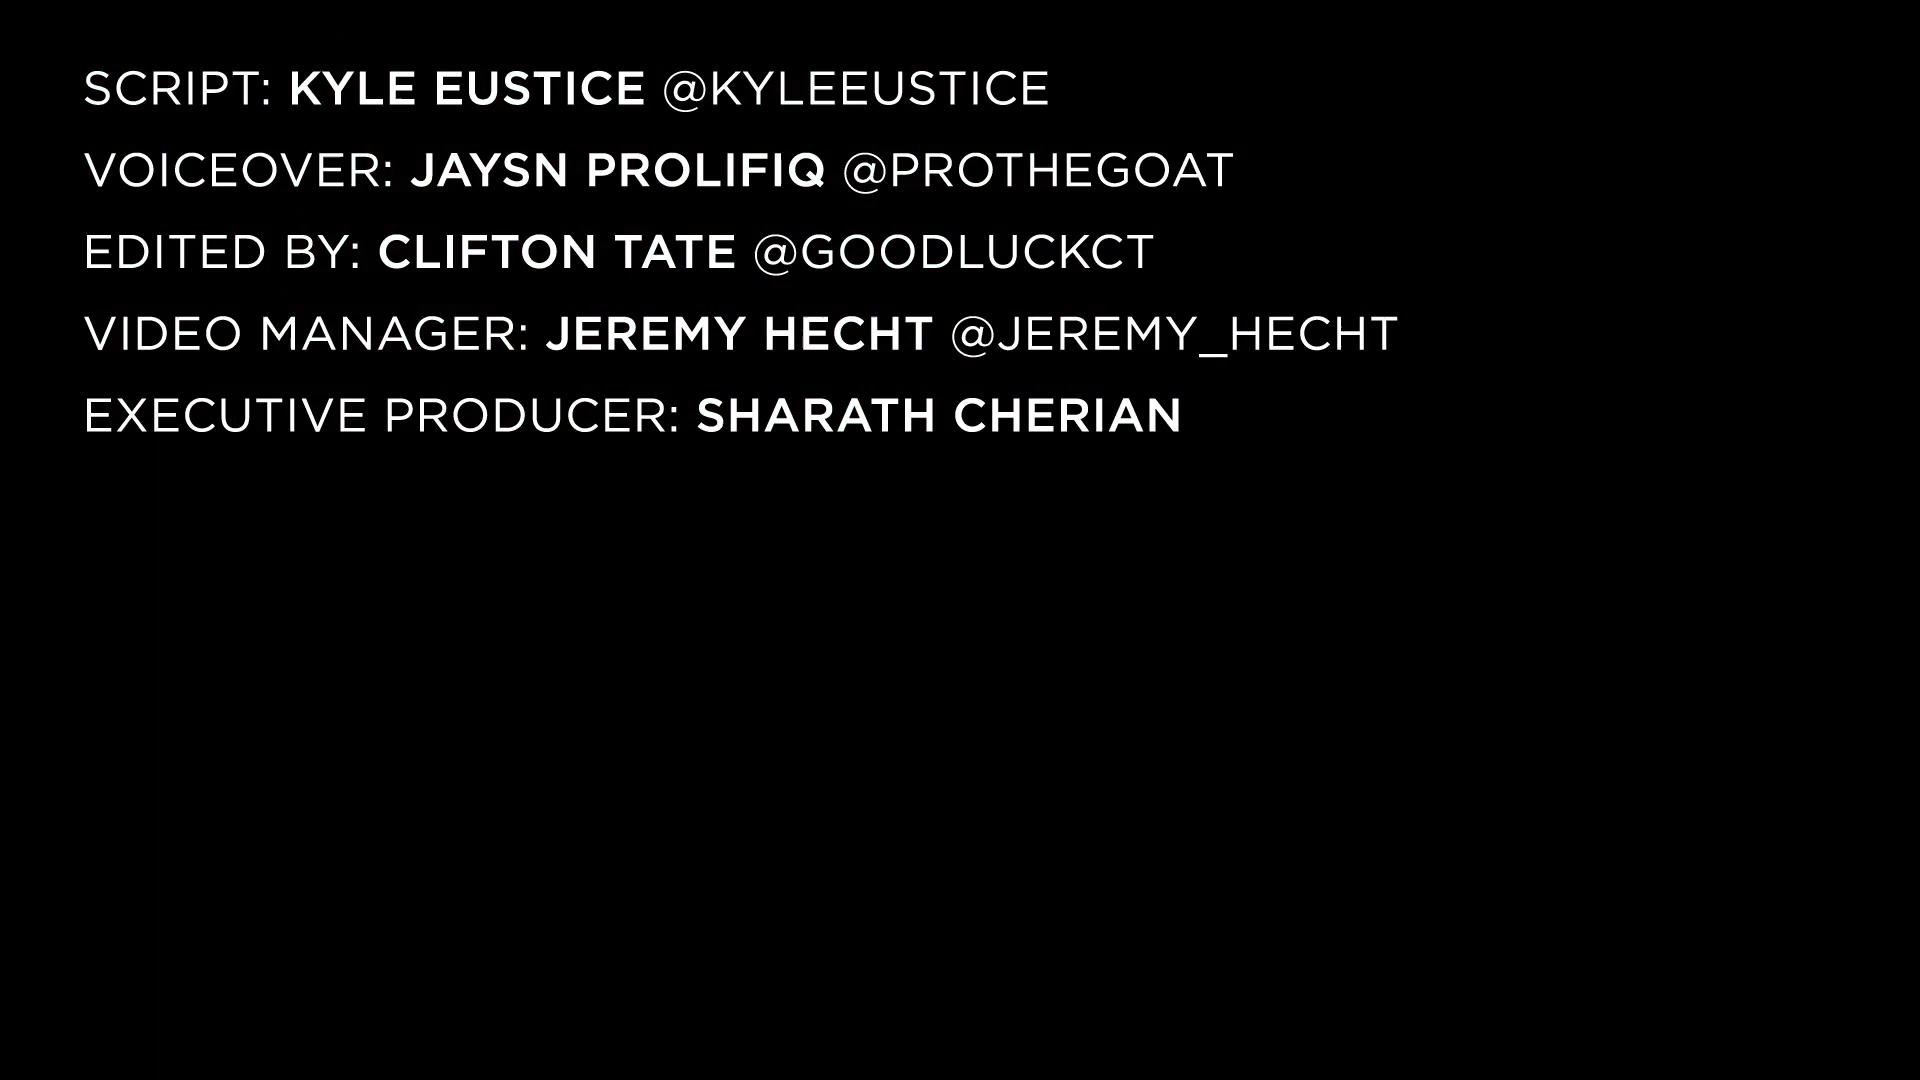 SCRIPT: KYLE EUSTICE @KYLEEUSTICE
VOICEOVER: JAYSN PROLIFIQ @PROTHEGOAT
EDITED BY: CLIFTON TATE @GOODLUCKCT
VIDEO MANAGER: JEREMY HECHT @JEREMY_HECHT
EXECUTIVE PRODUCER: SHARATH CHERIAN